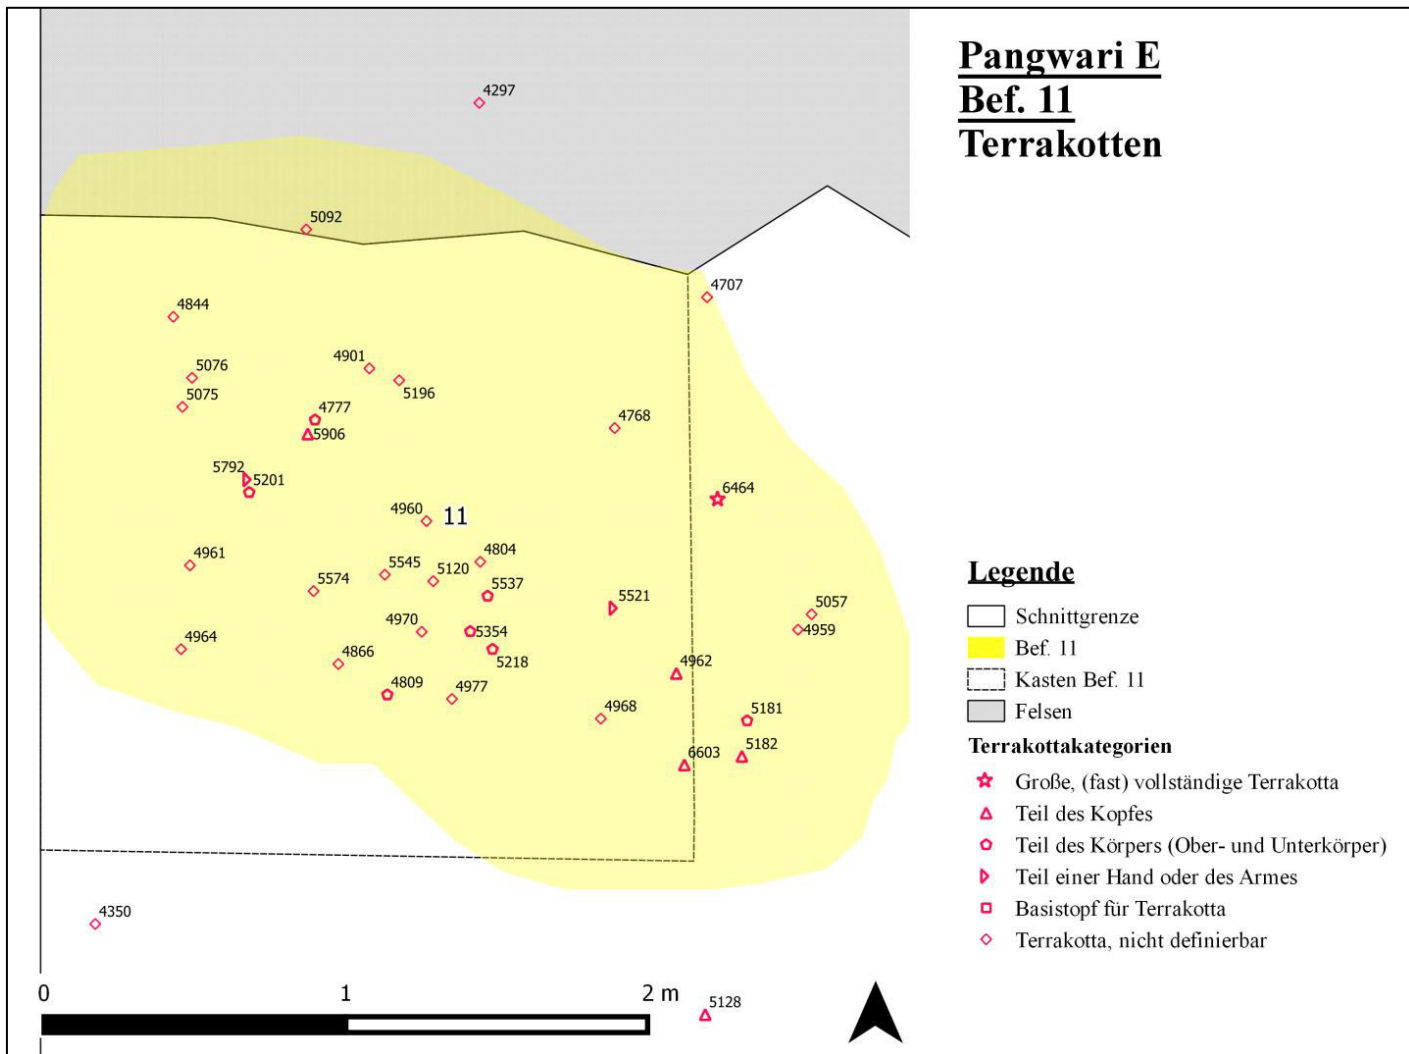 Pangwari E
Bef. 11
Terrakotten
4297
5092
4707
4844
4901
5076
5196
5075
4777
4768
5906
5792
5201
6464
4960
11
4961
4804
5545
5120
5574
5537
5521
5057
4970
5354
4959
4964
4866
5218
4962
4809
4977
4968
5181
5182
6603
4350
5128
0 1 2 m
Legende
Schnittgrenze
Bef. 11
Kasten Bef. 11
Felsen
Terrakottakategorien
Große, (fast) vollständige Terrakotta
Teil des Kopfes
Teil des Körpers (Ober- und Unterkörper)
Teil einer Hand oder des Armes
Basistopf für Terrakotta
Terrakotta, nicht definierbar